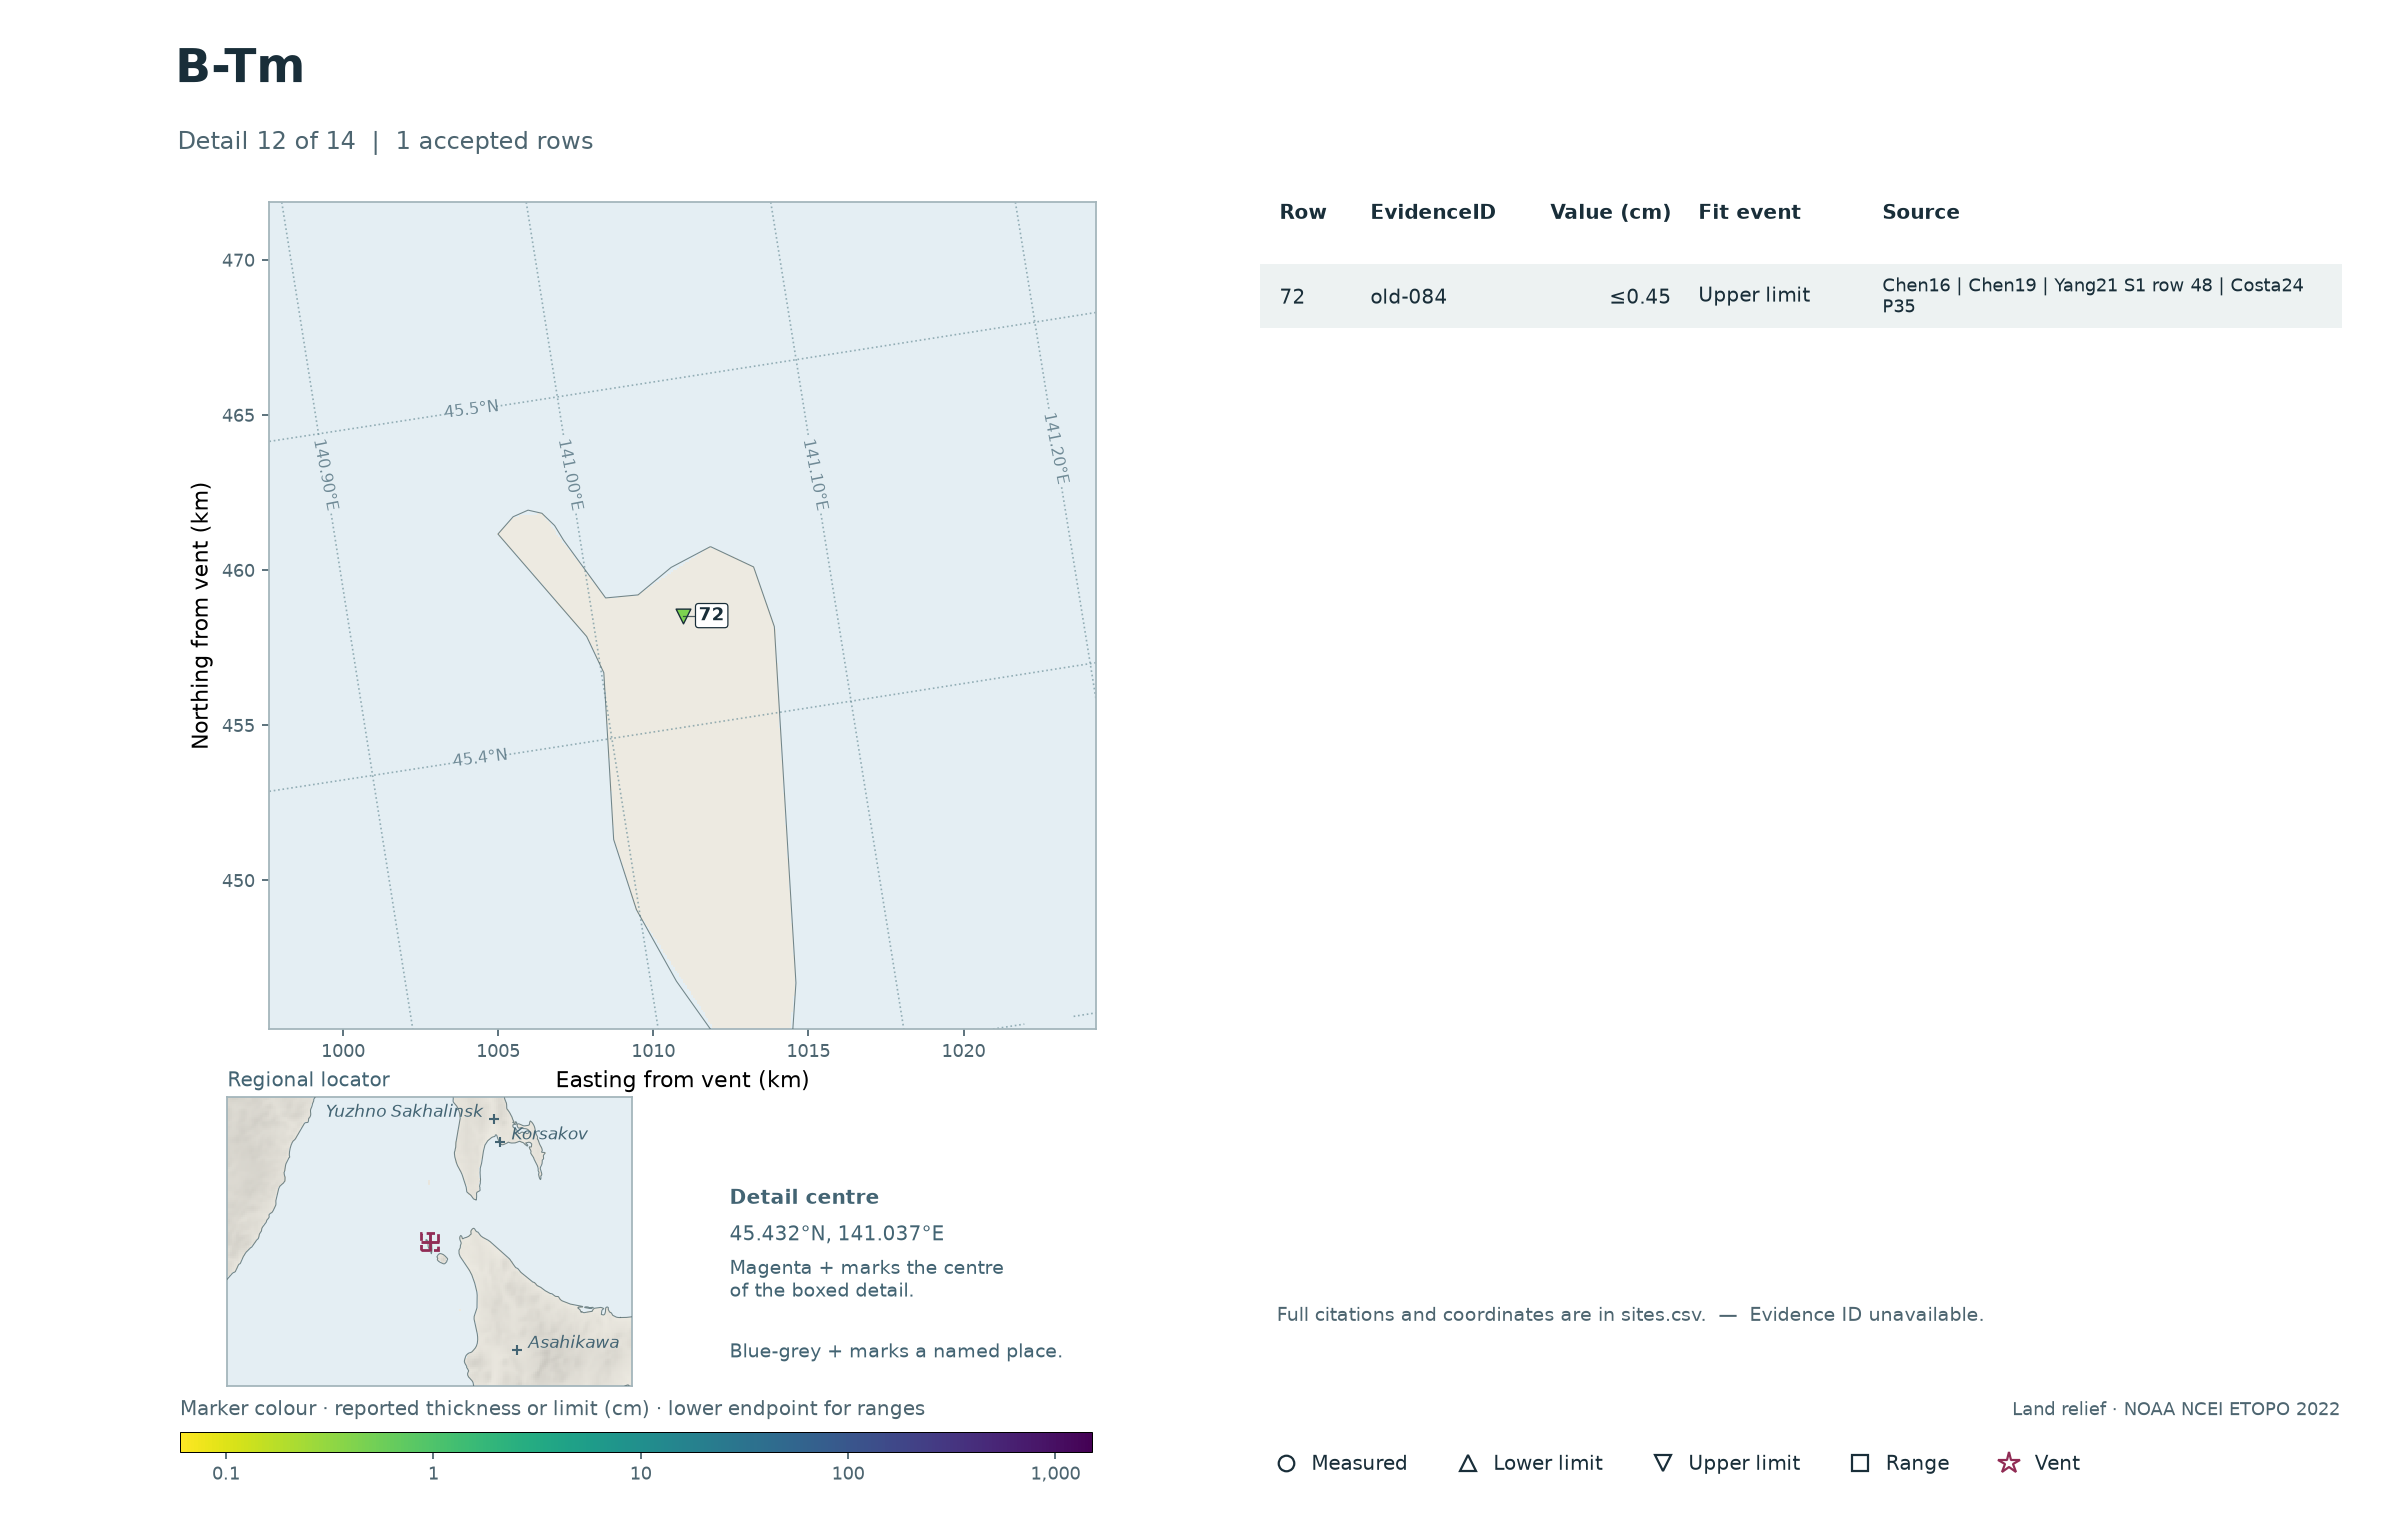 B-Tm
Detail 12 of 14 | 1 accepted rows
Row EvidenceID Value (cm) Fit event Source
72 old-084 ≤0.45 Upper limit Chen16 | Chen19 | Yang21 S1 row 48 | Costa24
P35
Northing from vent (km)
470
465
460
455
450
45.5°N
45.4°N
140.90°E
141.00°E
141.10°E
141.20°E
72
1000 1005 1010 1015 1020
Easting from vent (km)
Regional locator
Yuzhno Sakhalinsk
Korsakov
Asahikawa
Detail centre
45.432°N, 141.037°E
Magenta + marks the centre
of the boxed detail.
Blue-grey + marks a named place.
Full citations and coordinates are in sites.csv. — Evidence ID unavailable.
Marker colour · reported thickness or limit (cm) · lower endpoint for ranges
0.1 1 10 100 1,000
Land relief · NOAA NCEI ETOPO 2022
Measured Lower limit Upper limit Range Vent